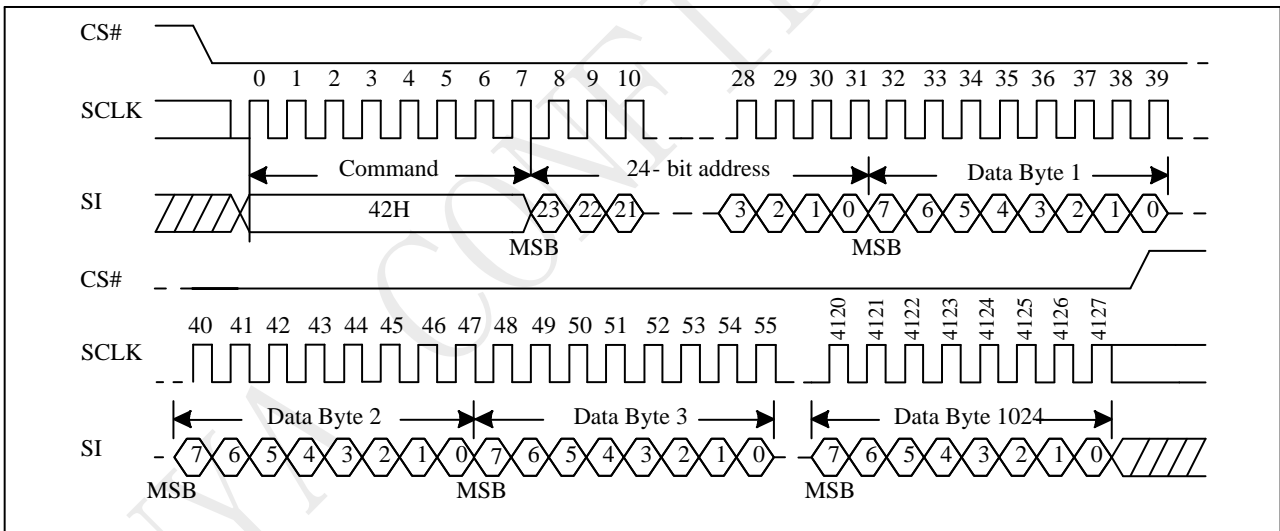 CS#
0 1 2 3 4 5 6 7 8 9 10 28 29 30 31 32 33 34 35 36 37 38 39
SCLK
Command 24- bit address Data Byte 1
SI 42H 23 22 21 3 2 1 0 7 6 5 4 3 2 1 0
MSB MSB
CS#
40 41 42 43 44 45 46 47 48 49 50 51 52 53 54 55 4120 4121 4122 4123 4124 4125 4126 4127
SCLK
Data Byte 2 Data Byte 3 Data Byte 1024
SI 7 6 5 4 3 2 1 0 7 6 5 4 3 2 1 0 7 6 5 4 3 2 1 0
MSB MSB MSB